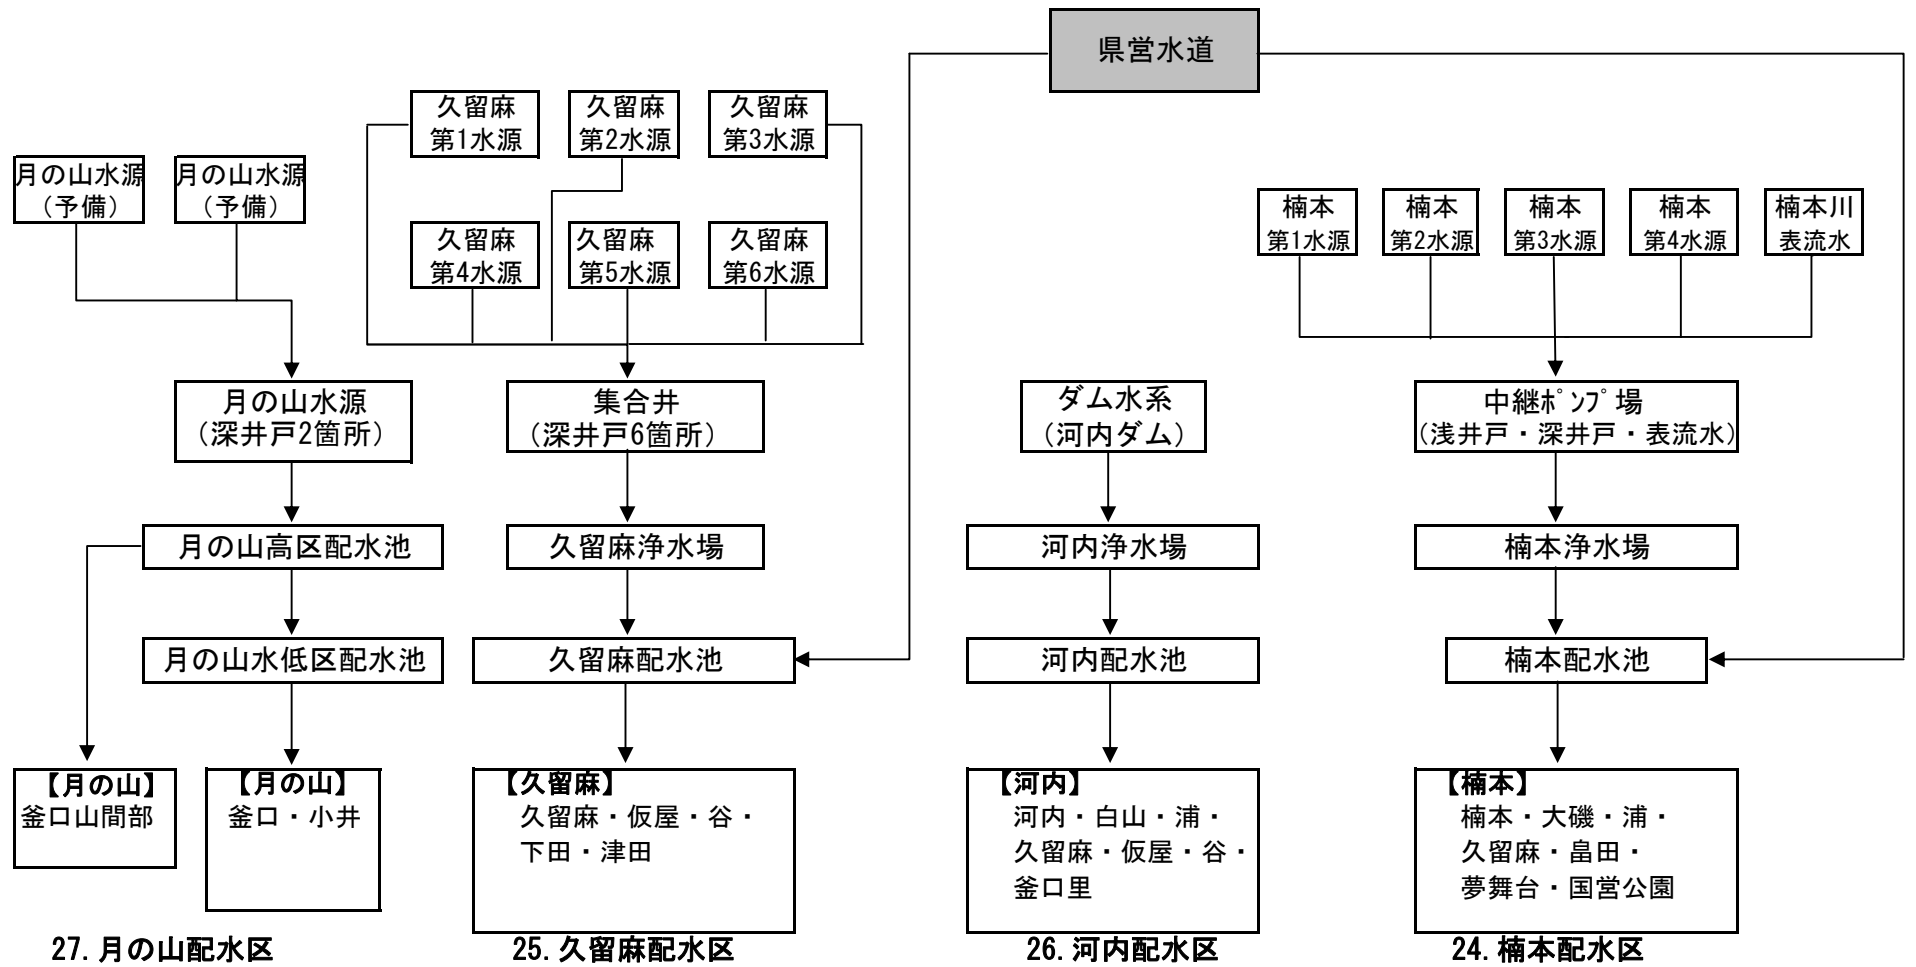 県営水道
久留麻
第1水源
久留麻
第2水源
久留麻
第3水源
月の山水源
（予備）
月の山水源
（予備）
久留麻
第4水源
久留麻
第5水源
久留麻
第6水源
楠本
第1水源
楠本
第2水源
楠本
第3水源
楠本
第4水源
楠本川
表流水
月の山水源
（深井戸2箇所）
集合井
（深井戸6箇所）
ダム水系
（河内ダム）
中継ﾎﾟﾝﾌﾟ場
（浅井戸・深井戸・表流水）
月の山高区配水池
久留麻浄水場
河内浄水場
楠本浄水場
月の山水低区配水池
久留麻配水池
河内配水池
楠本配水池
【月の山】
釜口山間部
【月の山】
釜口・小井
【久留麻】
久留麻・仮屋・谷・
下田・津田
【河内】
河内・白山・浦・
久留麻・仮屋・谷・
釜口里
【楠本】
楠本・大磯・浦・
久留麻・畠田・
夢舞台・国営公園
27.月の山配水区
25.久留麻配水区
26.河内配水区
24.楠本配水区